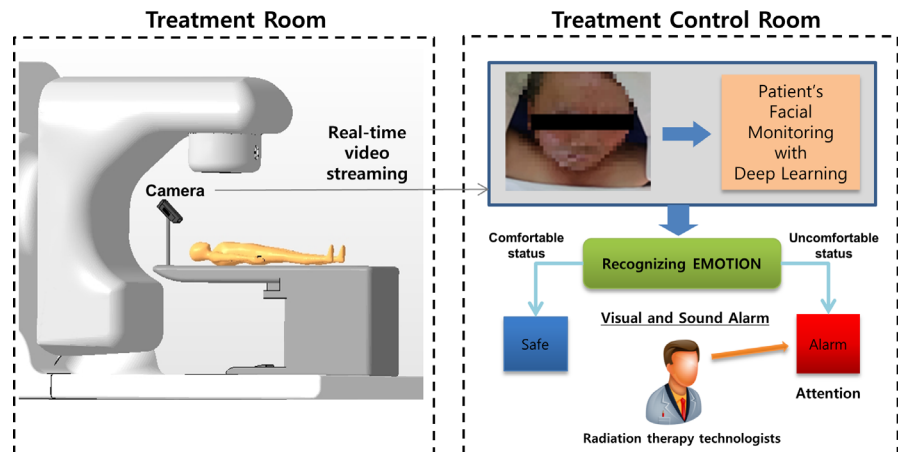 Treatment Room
Treatment Control Room
Real-time
video
streaming
Camera
Patient's
Facial
Monitoring
with
Deep Learning
Comfortable
status
Recognizing EMOTION
Uncomfortable
status
Visual and Sound Alarm
Safe
Alarm
Attention
Radiation therapy technologists